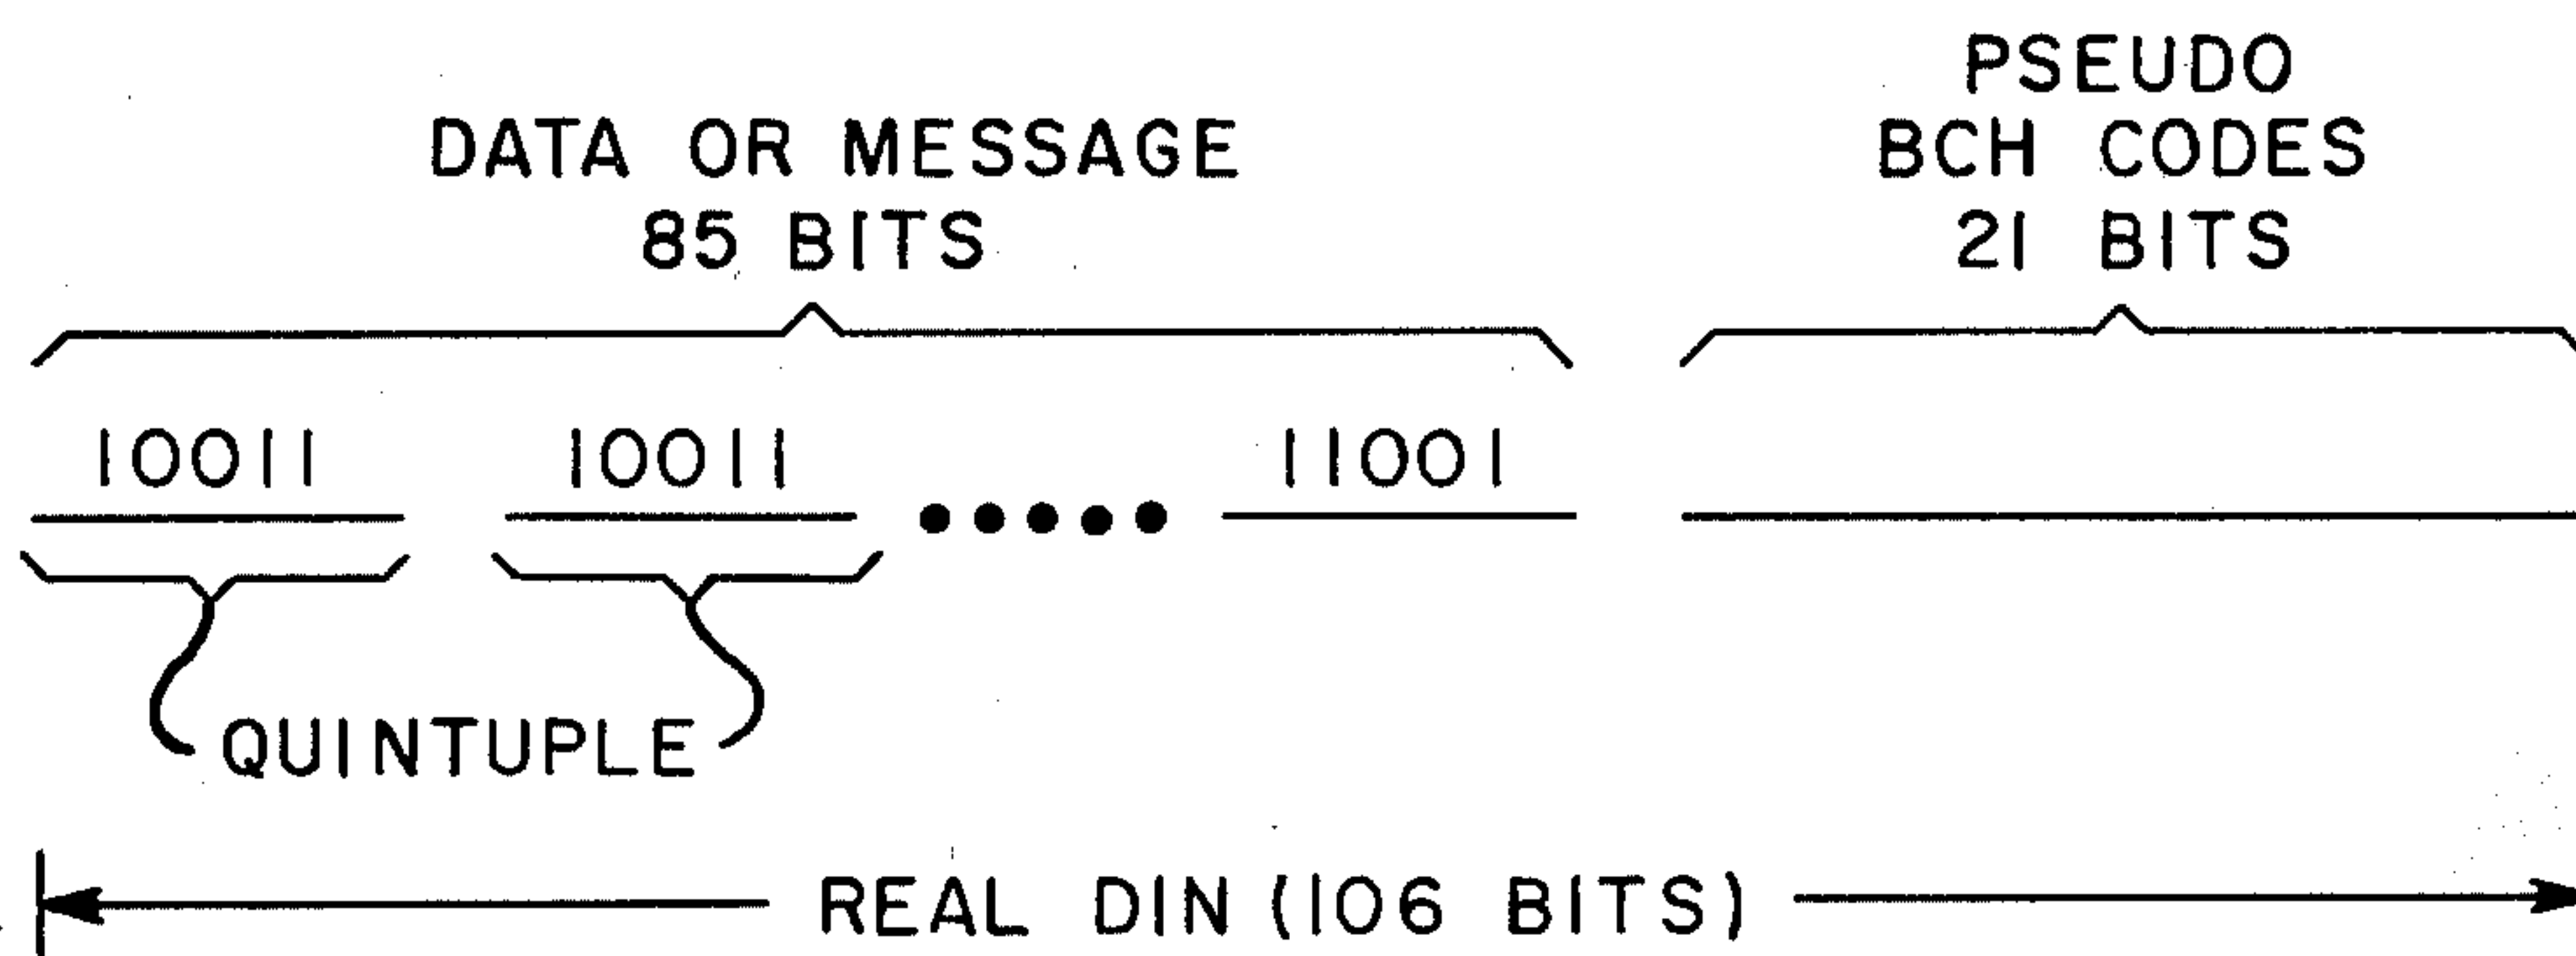 DATA OR MESSAGE
85 BITS
PSEUDO
BCH CODES
21 BITS
10011 10011 ••••• 11001
QUINTUPLE
REAL DIN (106 BITS)